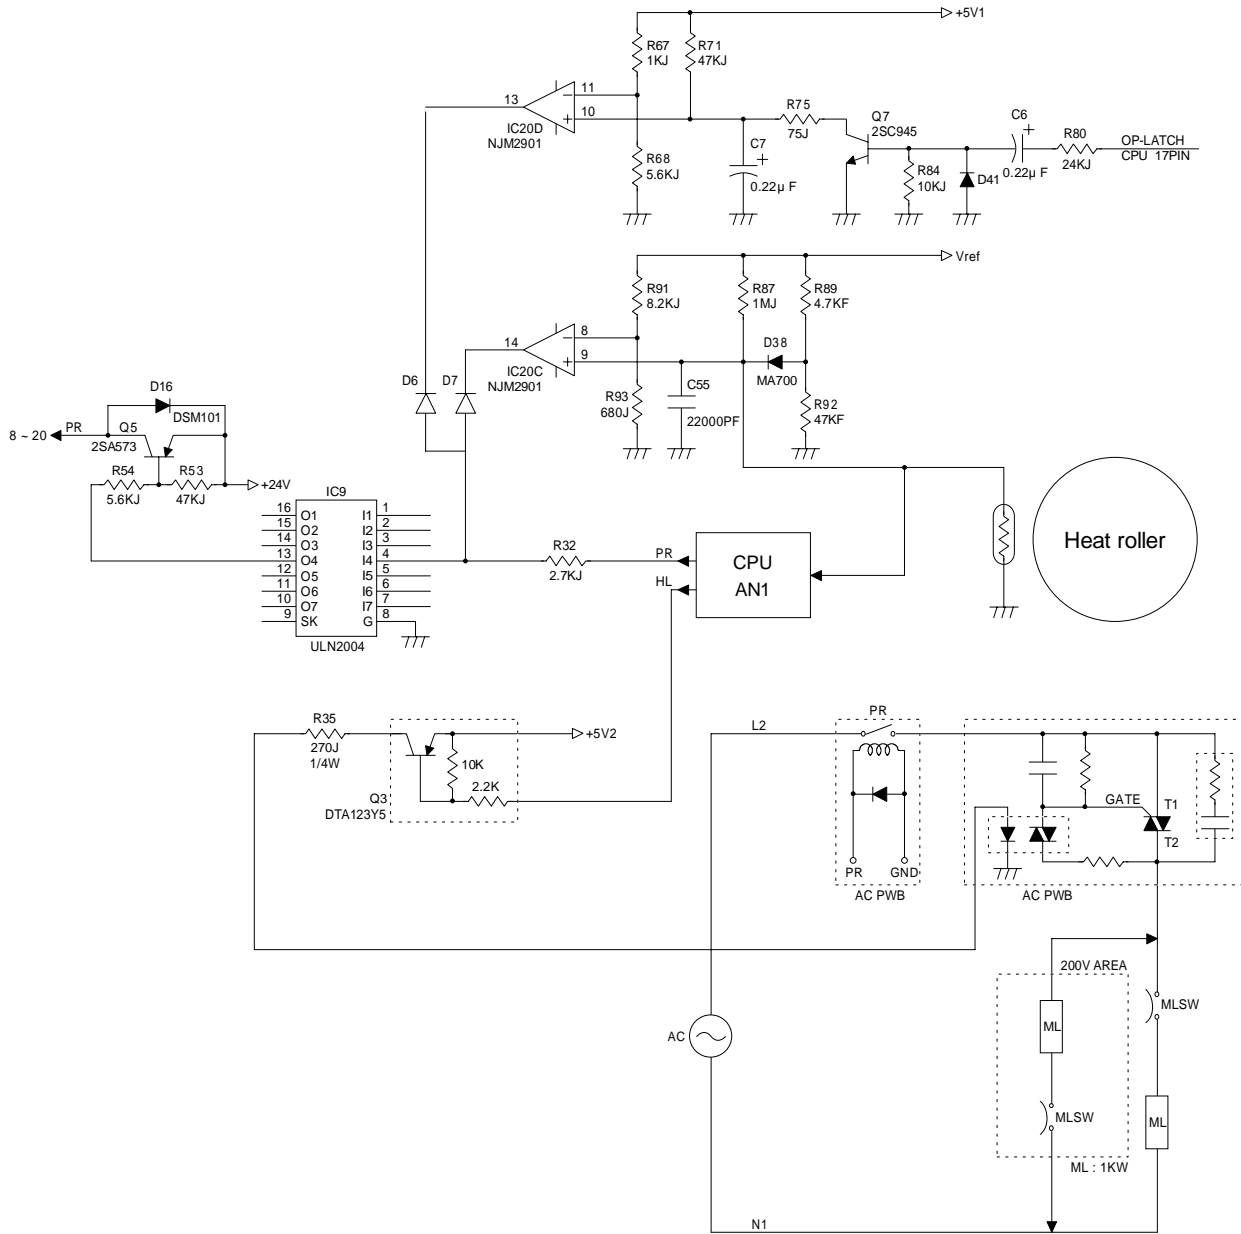 +5V1
R67
1KJ
R71
47KJ
11
13
10
IC20D
NJM2901
R75
75J
Q7
2SC945
C6
R80
24KJ
OP-LATCH
CPU 17PIN
C7
0.22μ F
R68
5.6KJ
R84
10KJ
D41
0.22μ F
Vref
R91
8.2KJ
R87
1MJ
R89
4.7KF
8
14
9
IC20C
NJM2901
D38
MA700
D6
D7
R93
680J
C55
22000PF
R92
47KF
D16
DSM101
8 ~ 20
PR
Q5
2SA573
R54
5.6KJ
R53
47KJ
+24V
IC9
16 O1 I1 1
15 O2 I2 2
14 O3 I3 3
13 O4 I4 4
12 O5 I5 5
11 O6 I6 6
10 O7 I7 7
9 SK G 8
ULN2004
R32
2.7KJ
PR
HL
CPU
AN1
Heat roller
R35
270J
1/4W
+5V2
10K
2.2K
Q3
DTA123Y5
L2
PR
PR
GND
AC PWB
GATE
T1
T2
AC PWB
200V AREA
MLSW
ML
AC
MLSW
ML
ML : 1KW
N1